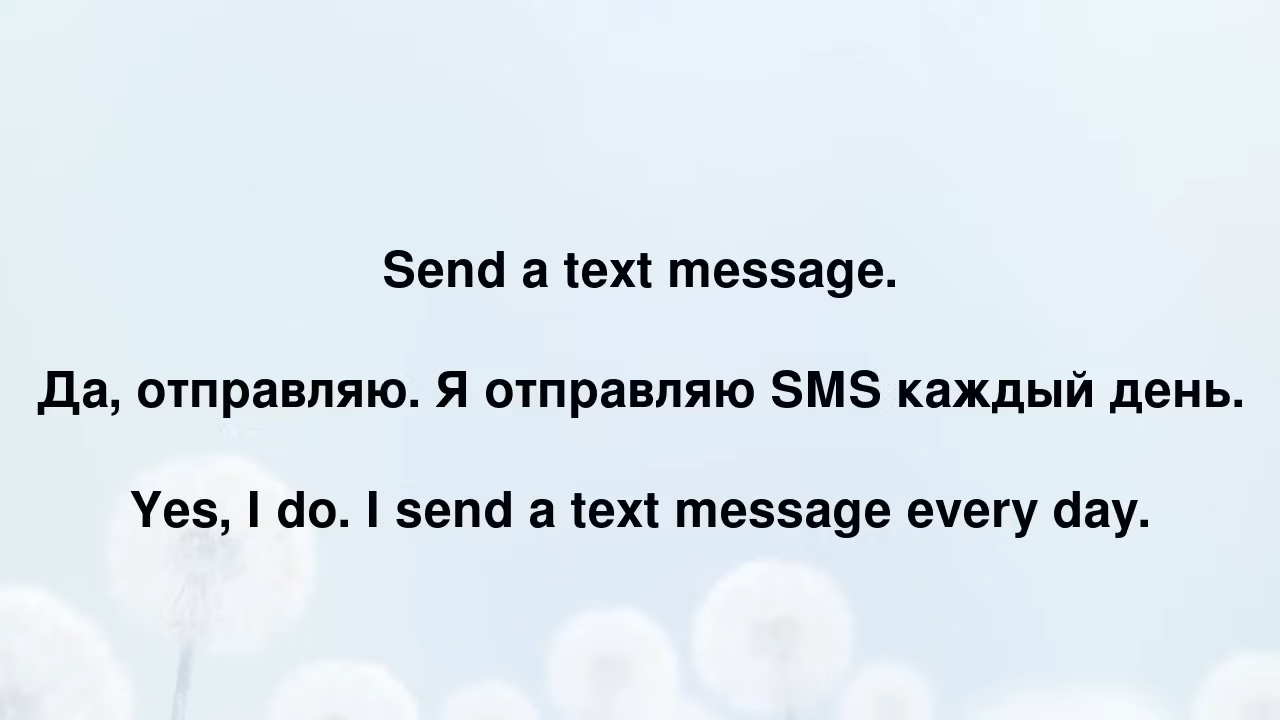 Send a text message.
Да, отправляю. Я отправляю SMS каждый день.
Yes, I do. I send a text message every day.